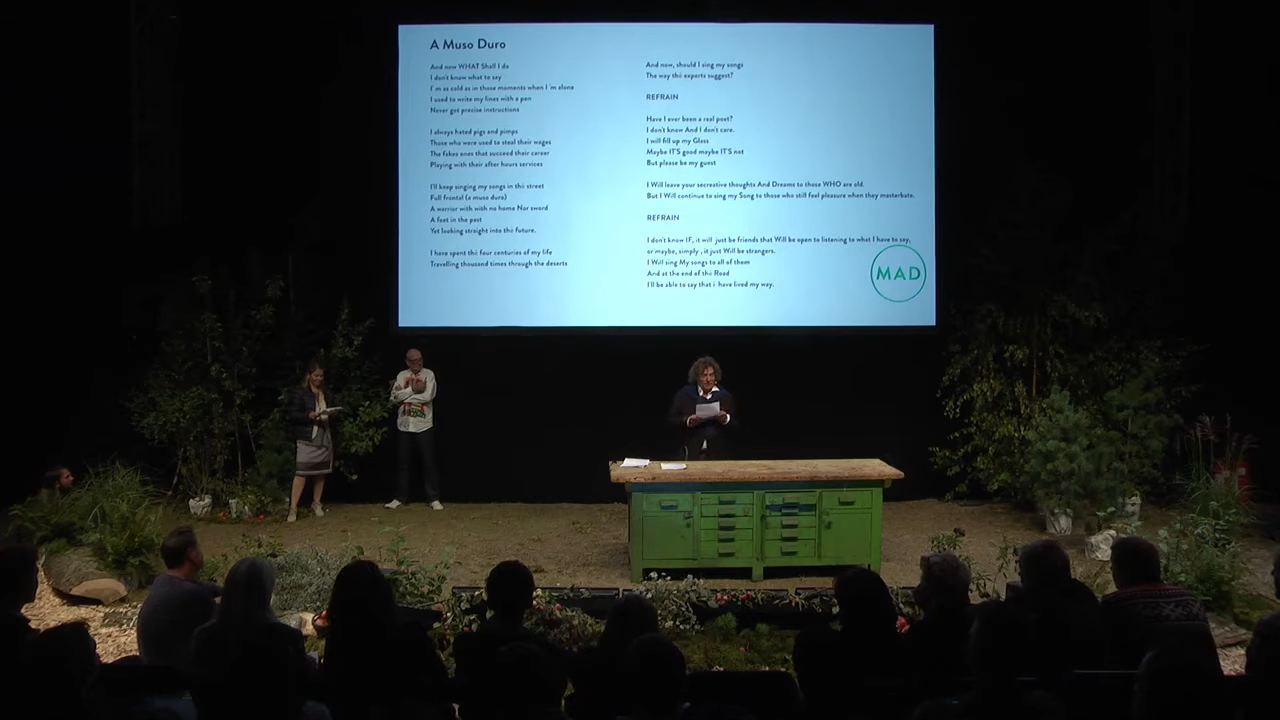 A Muso Duro
And now WHAT Shall I do
I don't know what to say
I' m as cold as in those moments when I 'm alone
I used to write my lines with a pen
Never got precise instructions
I always hated pigs and pimps
Those who were used to steal their wages
The fakes ones that succeed their career
Playing with their after hours services
I'll keep singing my songs in thi street
Full frontal (a muso duro)
A warrior with with no home Nor sword
A feet in the past
Yet looking straight into thi future.
I have spent thi four centuries of my life
Travelling thousand times through the deserts
And now, should I sing my songs
The way thi experts suggest?
REFRAIN
Have I ever been a real poet?
I don't know And I don't care.
I will fill up my Glass
Maybe IT'S good maybe IT'S not
But please be my guest
I Will leave your secreative thoughts And Dreams to those WHO are old.
But I Will continue to sing my Song to those who still feel pleasure when they masterbate.
REFRAIN
I don't know IF, it will just be friends that Will be open to listening to what I have to say,
or maybe, simply , it just Will be strangers.
I Will sing My songs to all of them
And at the end of thi Road
I'll be able to say that i have lived my way.
MAD